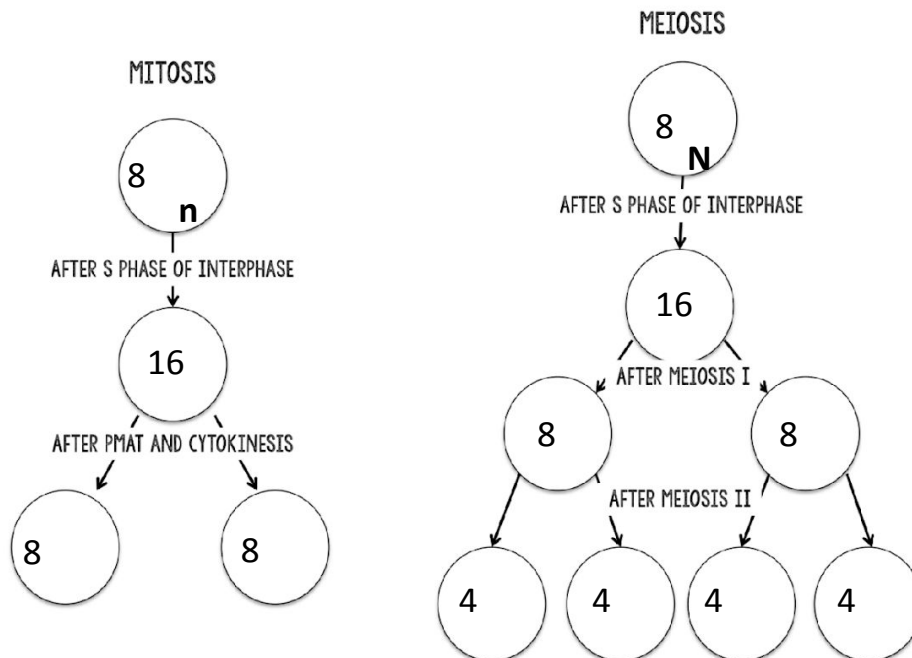 MITOSIS
8
n
AFTER S PHASE OF INTERPHASE
16
AFTER PMAT AND CYTOKINESIS
8 8
MEIOSIS
8
N
AFTER S PHASE OF INTERPHASE
16
AFTER MEIOSIS I
8 8
AFTER MEIOSIS II
4 4 4 4